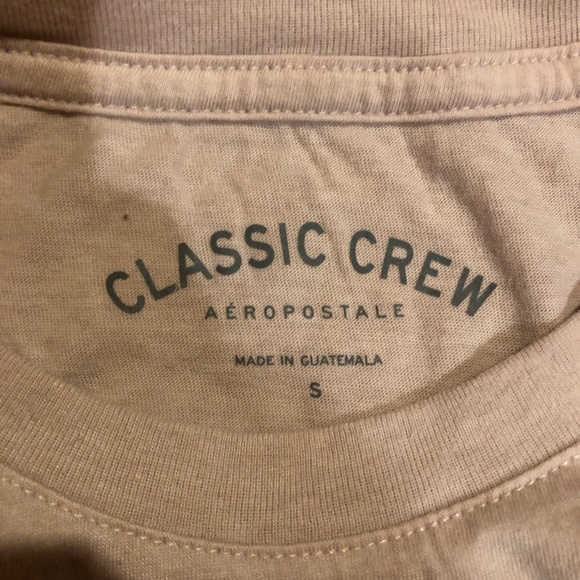 CLASSIC CREW
AÉROPOSTALE
MADE IN GUATEMALA
S